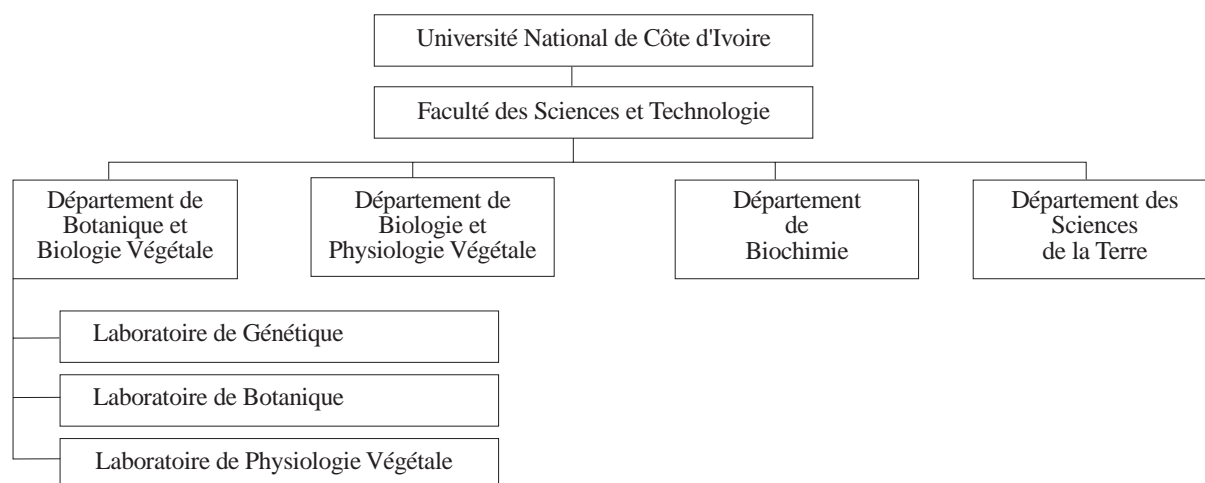 Université National de Côte d'Ivoire
Faculté des Sciences et Technologie
Département de
Botanique et
Biologie Végétale
Département de
Biologie et
Physiologie Végétale
Département
de
Biochimie
Département des
Sciences
de la Terre
Laboratoire de Génétique
Laboratoire de Botanique
Laboratoire de Physiologie Végétale